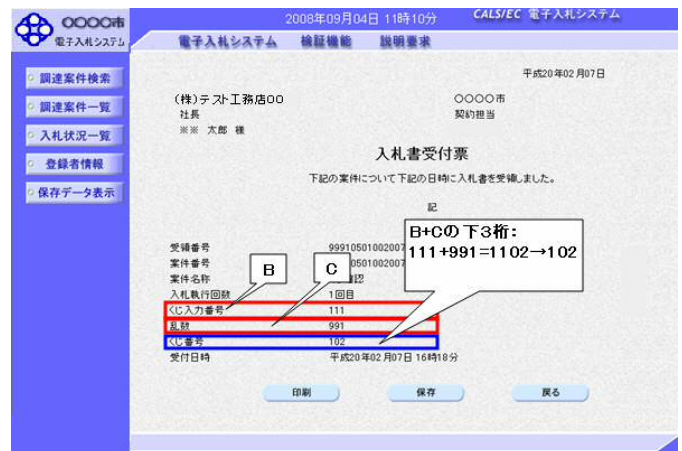 〇〇〇〇市
電子入札システム
2008年09月04日 11時10分
CALS/EC 電子入札システム
電子入札システム 検証機能 説明要求
調達案件検索
調達案件一覧
入札状況一覧
登録者情報
保存データ表示
平成20年02月07日
(株)テスト工務店〇〇
社長
※※ 太郎 様
〇〇〇〇市
契約担当
入札書受付票
下記の案件について下記の日時に入札書を受領しました。
記
B+Cの下3桁:
111+991=1102→102
B
C
受領番号 99910501002007
案件番号 0501002007
案件名称
入札執行回数 1回目
くじ入力番号 111
乱数 991
くじ番号 102
受付日時 平成20年02月07日 16時18分
印刷 保存 戻る